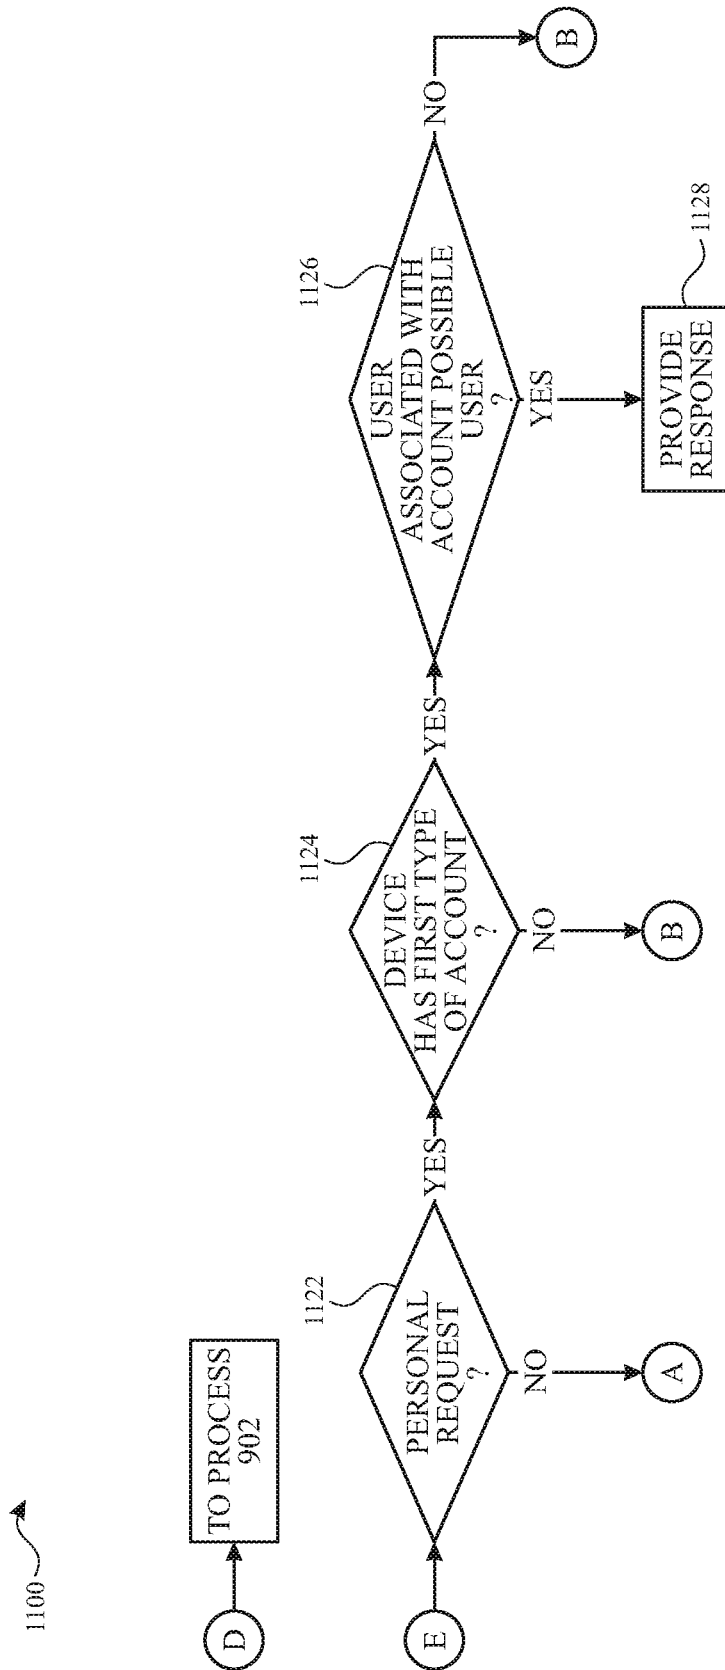 1100
D
TO PROCESS
902
E
1122
PERSONAL
REQUEST
?
NO
A
YES
1124
DEVICE
HAS FIRST TYPE
OF ACCOUNT
?
NO
B
YES
1126
USER
ASSOCIATED WITH
ACCOUNT POSSIBLE
USER
?
NO
B
YES
1128
PROVIDE
RESPONSE